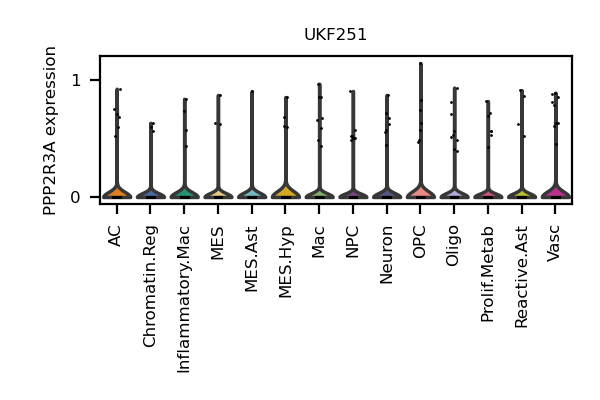 UKF251
PPP2R3A expression
1
0
AC
Chromatin.Reg
Inflammatory.Mac
MES
MES.Ast
MES.Hyp
Mac
NPC
Neuron
OPC
Oligo
Prolif.Metab
Reactive.Ast
Vasc